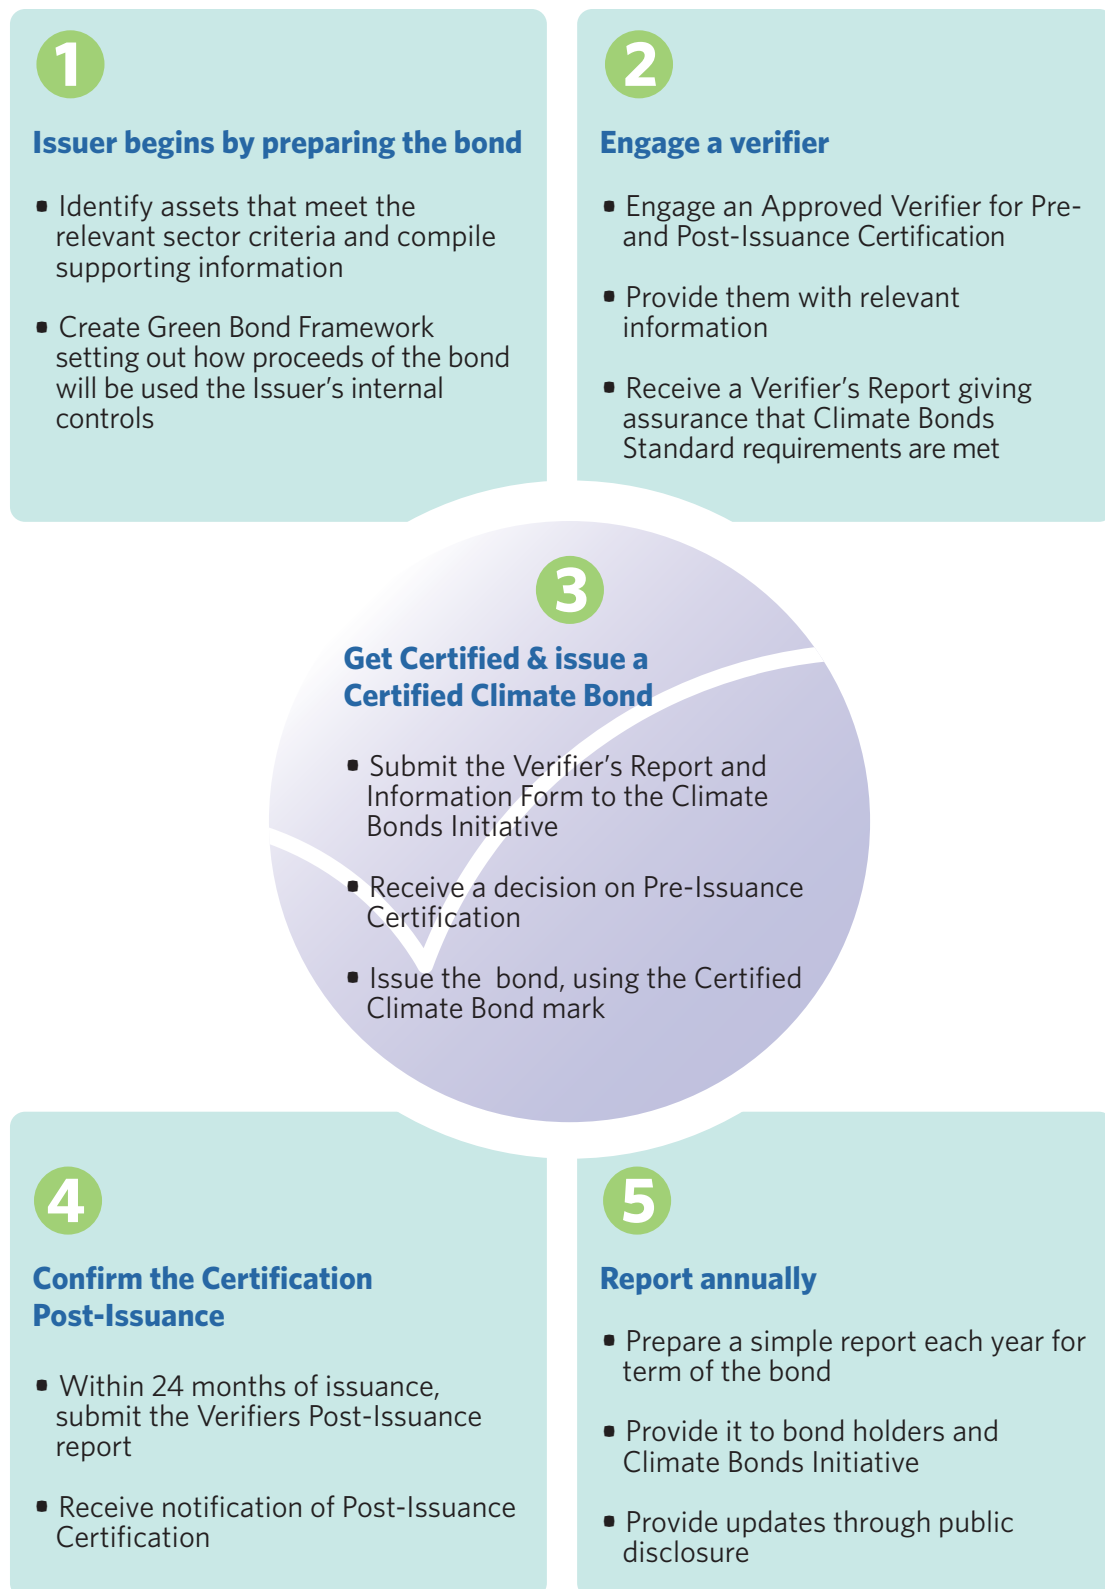 1
Issuer begins by preparing the bond
▪ Identify assets that meet the
relevant sector criteria and compile
supporting information
▪ Create Green Bond Framework
setting out how proceeds of the bond
will be used the Issuer’s internal
controls
2
Engage a verifier
▪ Engage an Approved Verifier for Pre-
and Post-Issuance Certification
▪ Provide them with relevant
information
▪ Receive a Verifier’s Report giving
assurance that Climate Bonds
Standard requirements are met
3
Get Certified & issue a
Certified Climate Bond
▪ Submit the Verifier’s Report and
Information Form to the Climate
Bonds Initiative
▪ Receive a decision on Pre-Issuance
Certification
▪ Issue the bond, using the Certified
Climate Bond mark
4
Confirm the Certification
Post-Issuance
▪ Within 24 months of issuance,
submit the Verifiers Post-Issuance
report
▪ Receive notification of Post-Issuance
Certification
5
Report annually
▪ Prepare a simple report each year for
term of the bond
▪ Provide it to bond holders and
Climate Bonds Initiative
▪ Provide updates through public
disclosure